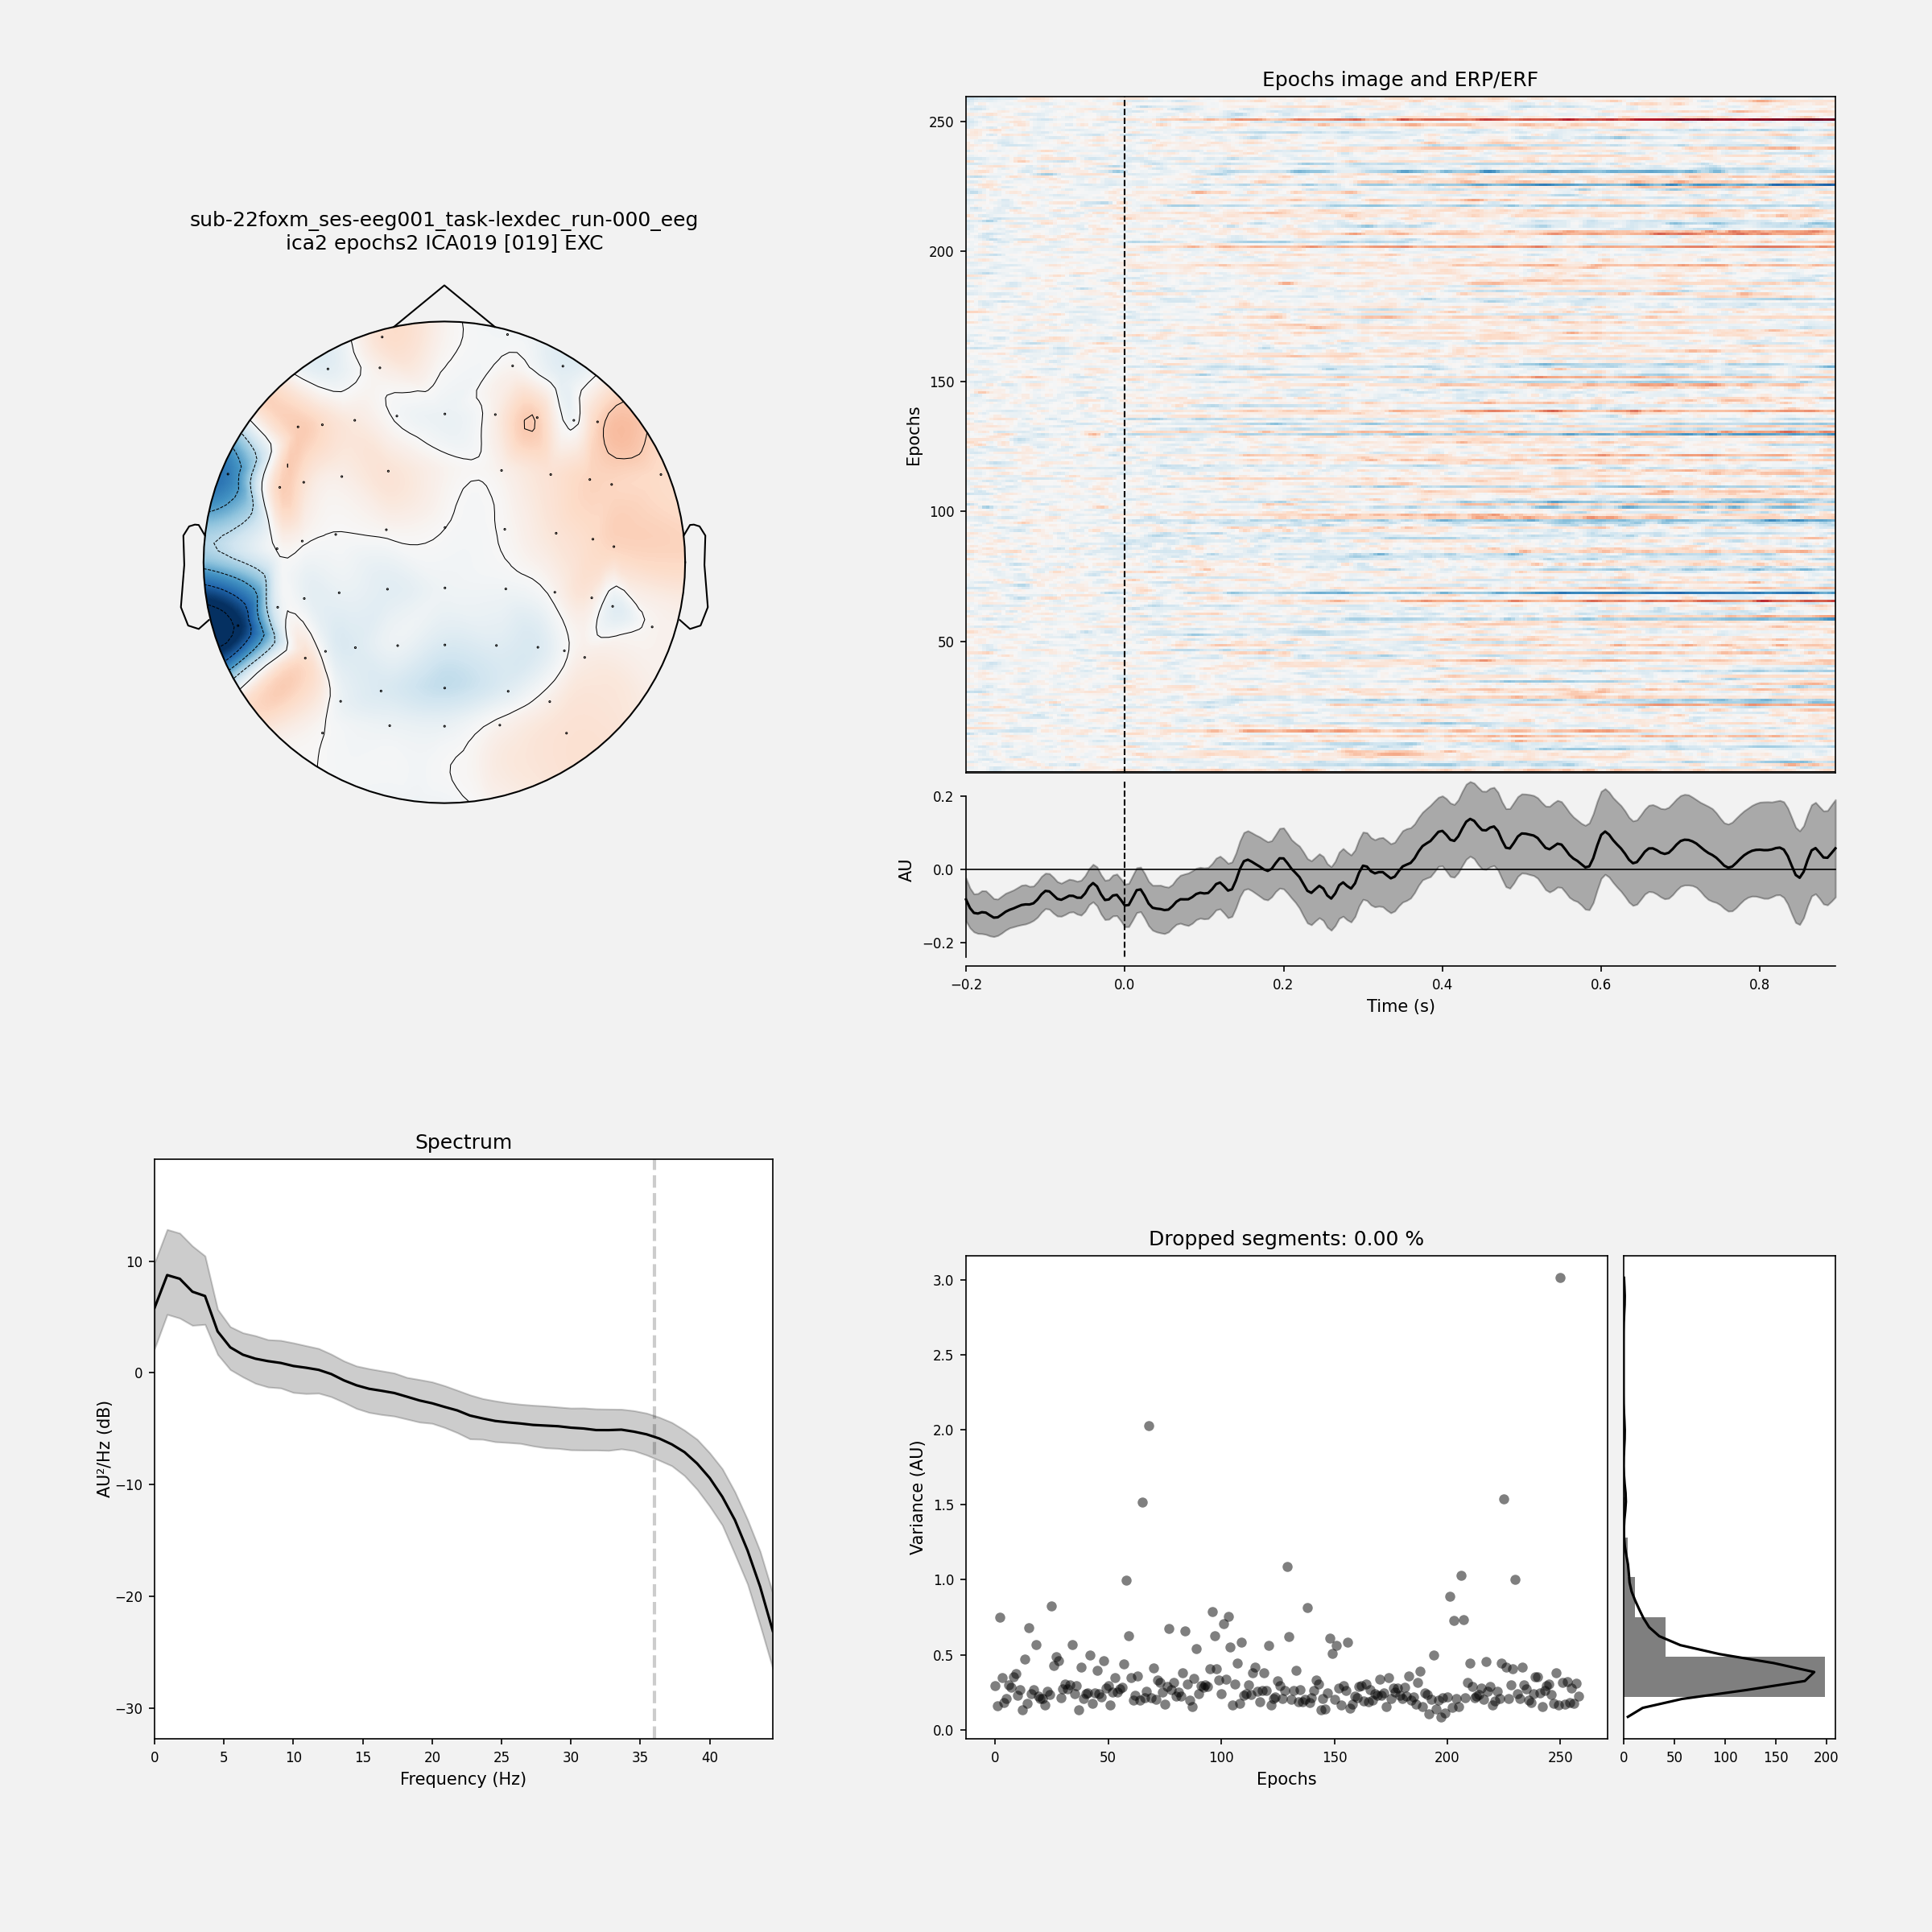 sub-22foxm_ses-eeg001_task-lexdec_run-000_eeg
ica2 epochs2 ICA019 [019] EXC
Epochs image and ERP/ERF
250
200
150
100
50
Epochs
0.2
0.0
−0.2
AU
−0.2 0.0 0.2 0.4 0.6 0.8
Time (s)
Spectrum
10
0
−10
−20
−30
AU²/Hz (dB)
0 5 10 15 20 25 30 35 40
Frequency (Hz)
Dropped segments: 0.00 %
3.0
2.5
2.0
1.5
1.0
0.5
0.0
Variance (AU)
0 50 100 150 200 250
Epochs
0 50 100 150 200